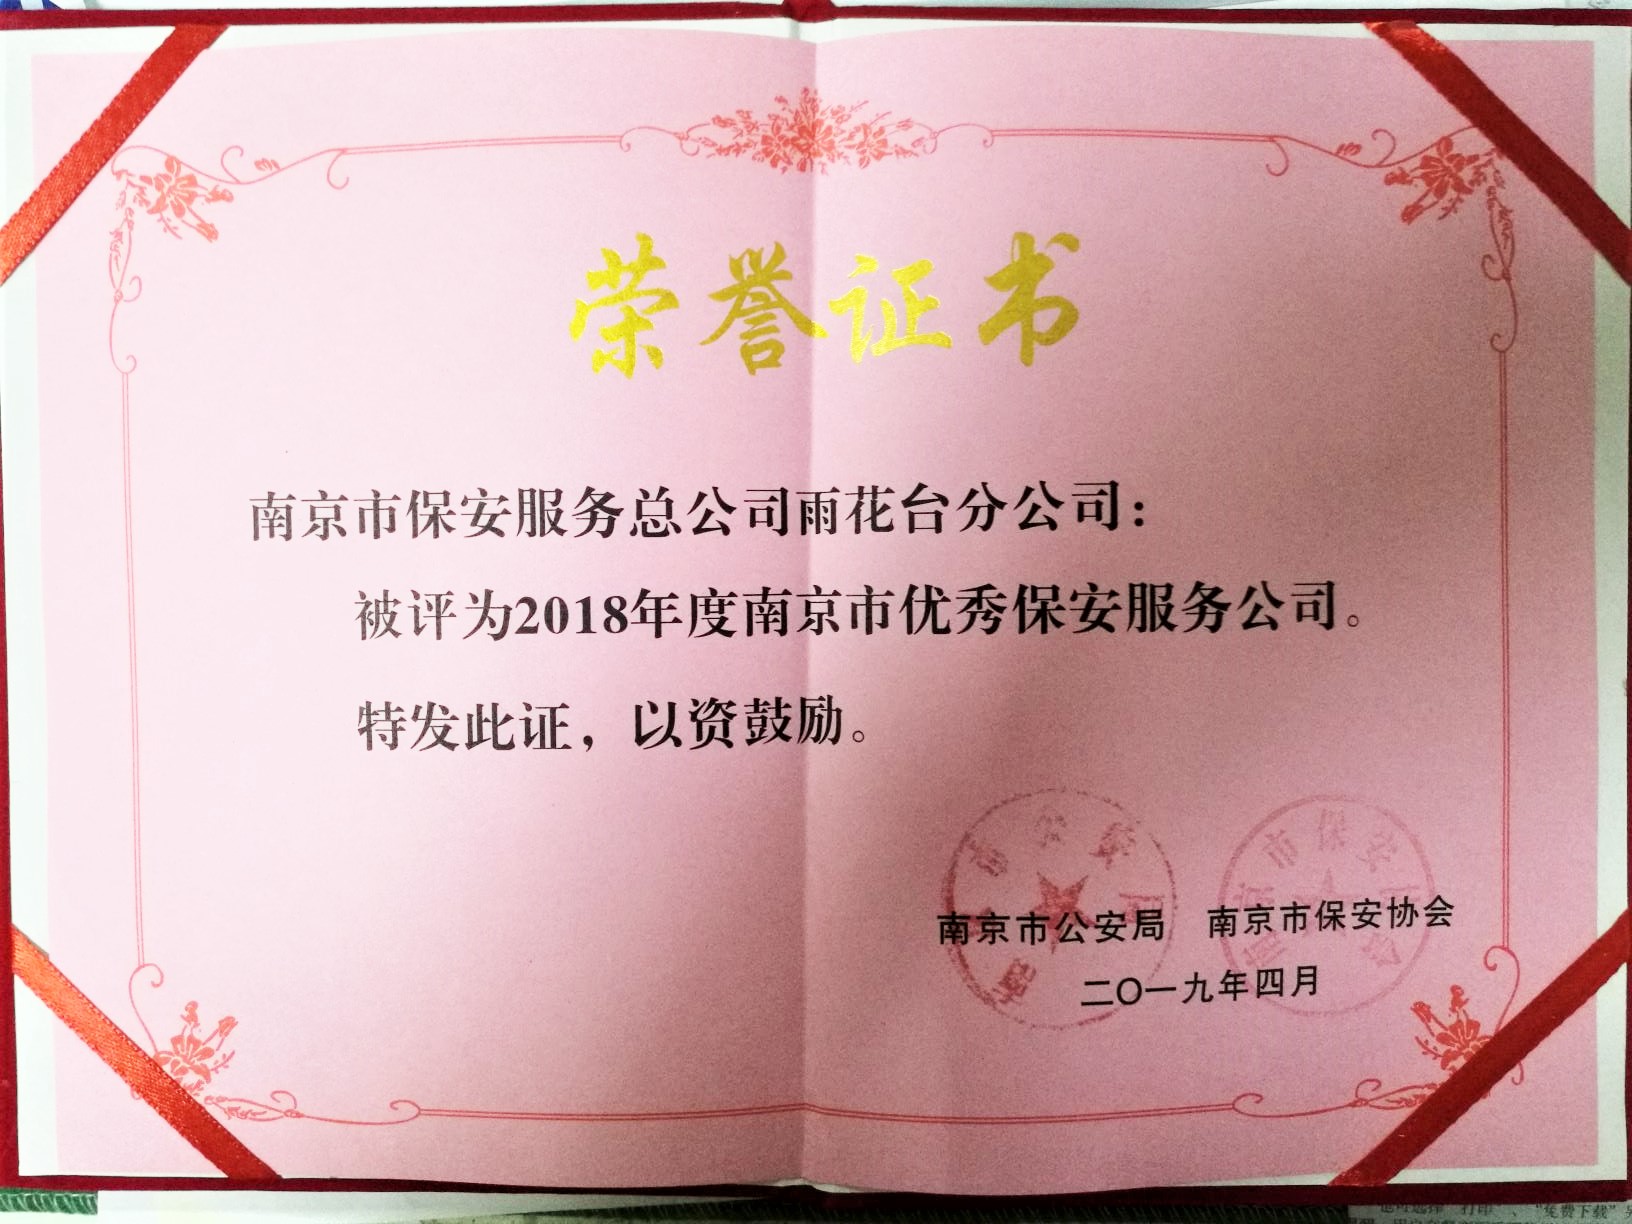 荣誉证书
南京市保安服务总公司雨花台分公司：
被评为2018年度南京市优秀保安服务公司。
特发此证，以资鼓励。
南京市公安局 南京市保安协会
二〇一九年四月